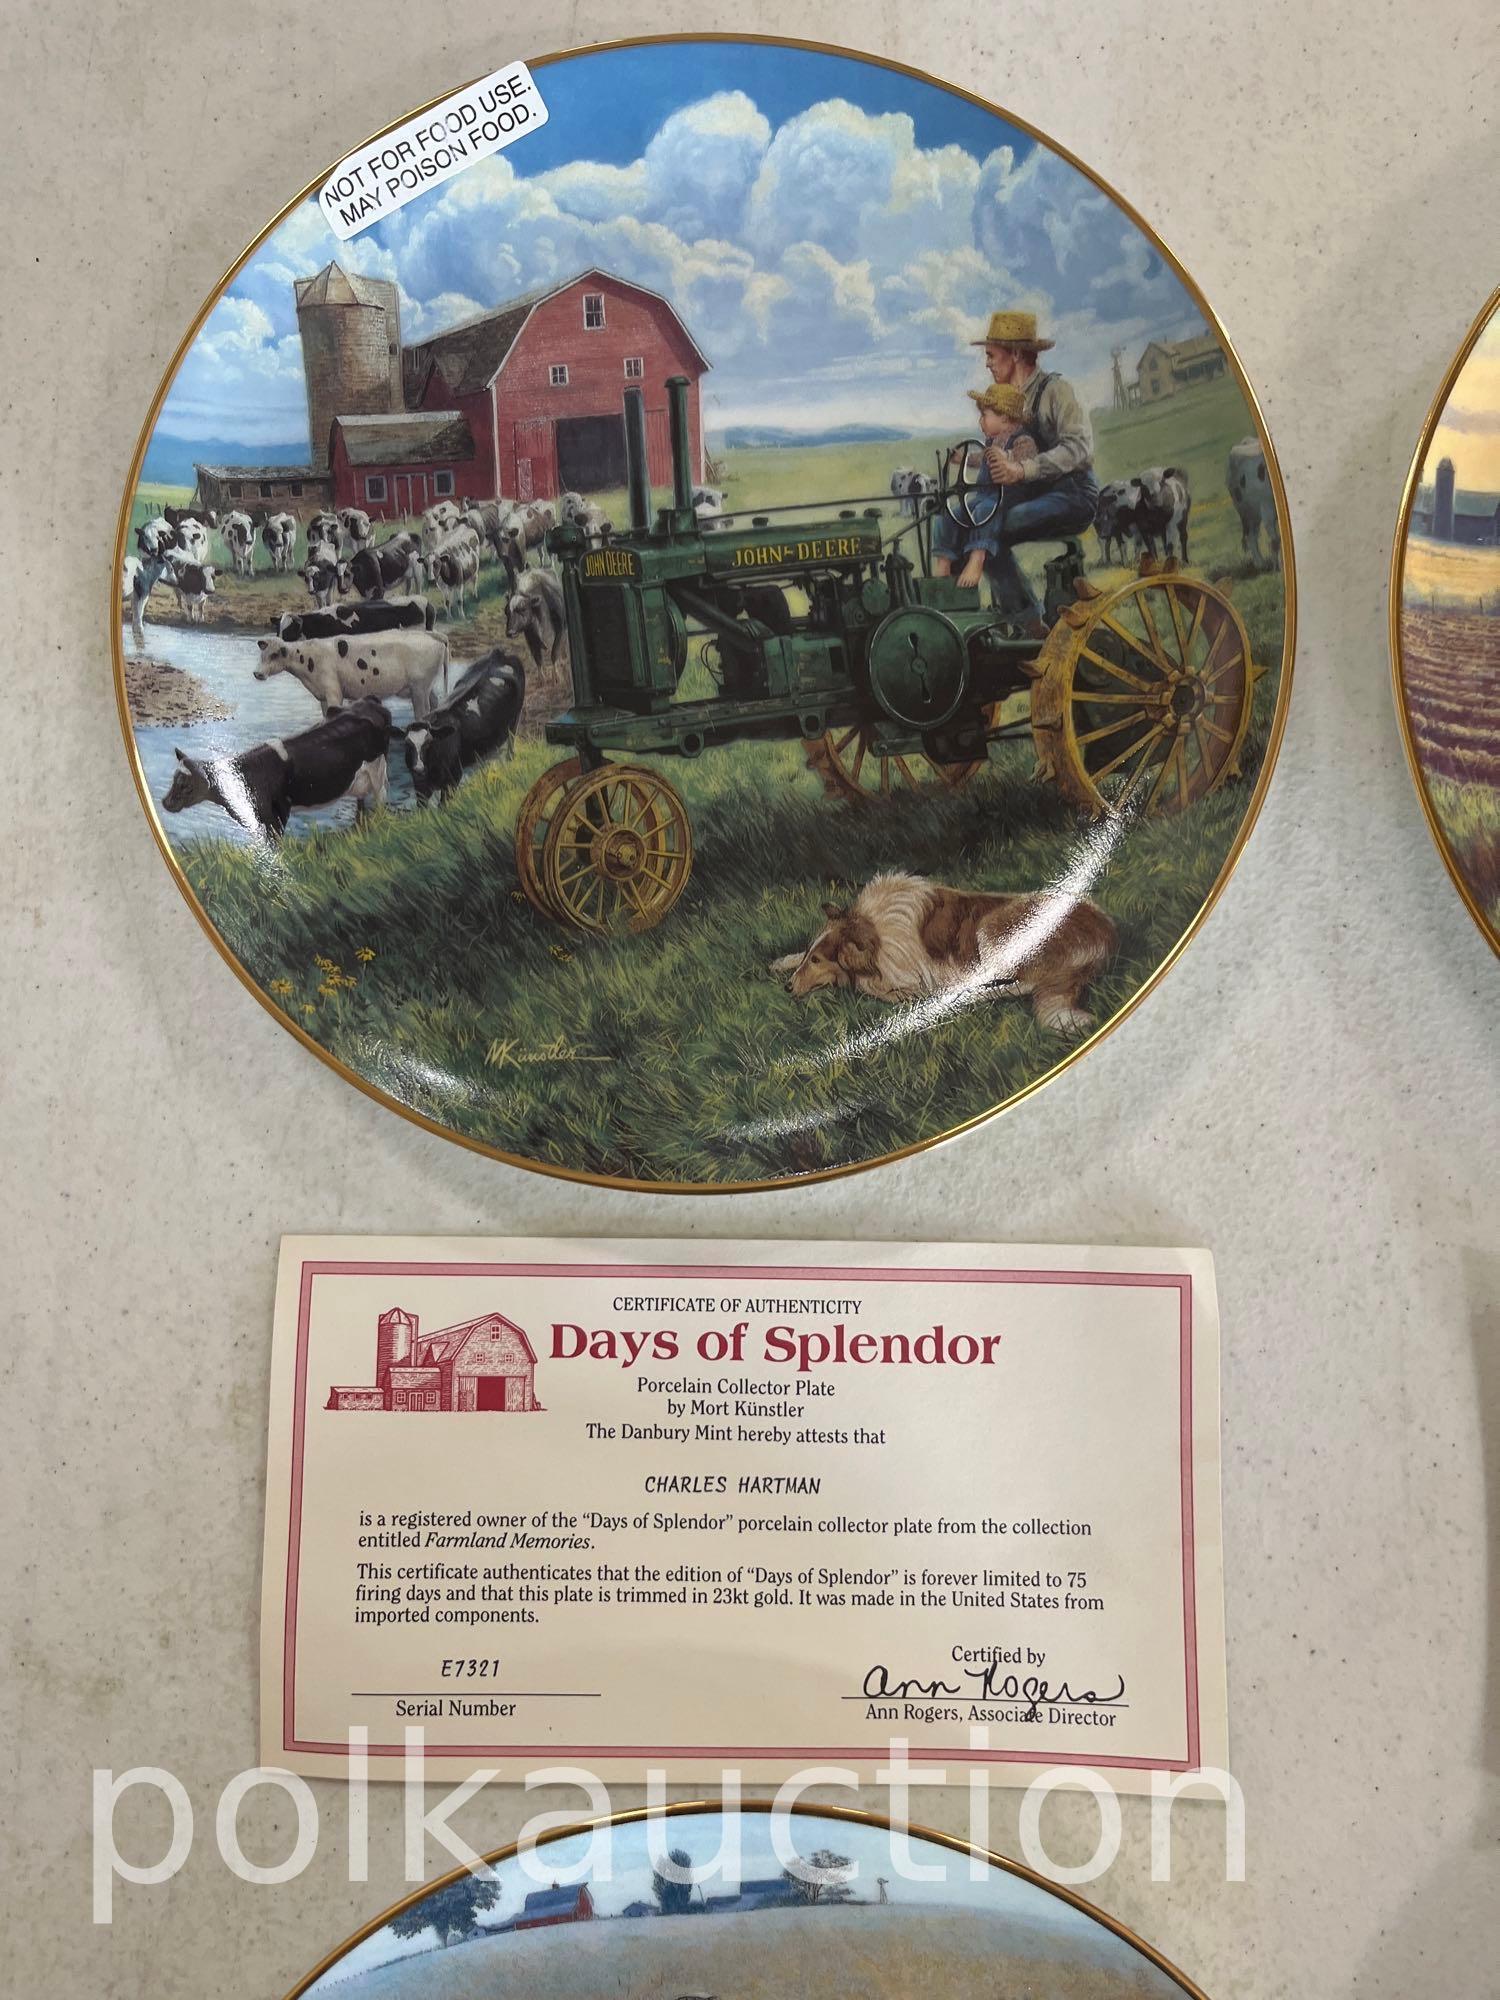 NOT FOR FOOD USE.
MAY POISON FOOD.
JOHN DEERE
JOHN DEERE
MKünstler
CERTIFICATE OF AUTHENTICITY
Days of Splendor
Porcelain Collector Plate
by Mort Künstler
The Danbury Mint hereby attests that
CHARLES HARTMAN
is a registered owner of the “Days of Splendor” porcelain collector plate from the collection
entitled Farmland Memories.
This certificate authenticates that the edition of “Days of Splendor” is forever limited to 75
firing days and that this plate is trimmed in 23kt gold. It was made in the United States from
imported components.
E7321
Serial Number
Certified by
Ann Rogers
Ann Rogers, Associate Director
polkauction